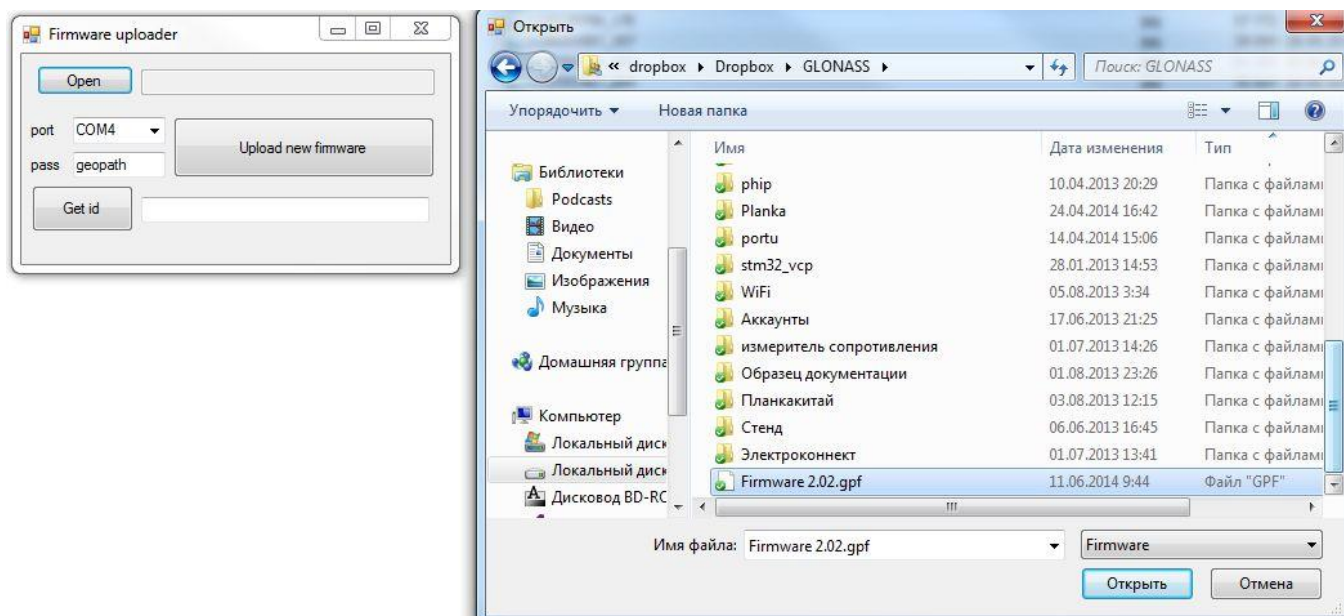 Firmware uploader
Open
port COM4
Upload new firmware
pass geopath
Get id
Открыть
« dropbox Dropbox GLONASS
Поиск: GLONASS
Упорядочить Новая папка
Имя Дата изменения Тип
Библиотеки
Podcasts
Видео
Документы
Изображения
Музыка
Домашняя группа
Компьютер
Локальный диск
Локальный диск
Дисковод BD-RO
phip 10.04.2013 20:29 Папка с файлами
Planka 24.04.2014 16:42 Папка с файлами
portu 14.04.2014 15:06 Папка с файлами
stm32_vcp 28.01.2013 14:53 Папка с файлами
WiFi 05.08.2013 3:34 Папка с файлами
Аккаунты 17.06.2013 21:25 Папка с файлами
измеритель сопротивления 01.07.2013 14:26 Папка с файлами
Образец документации 01.08.2013 23:26 Папка с файлами
Планкакитай 03.08.2013 12:15 Папка с файлами
Стенд 06.06.2013 16:45 Папка с файлами
Электроконнект 01.07.2013 13:41 Папка с файлами
Firmware 2.02.gpf 11.06.2014 9:44 Файл "GPF"
Имя файла: Firmware 2.02.gpf Firmware
Открыть Отмена